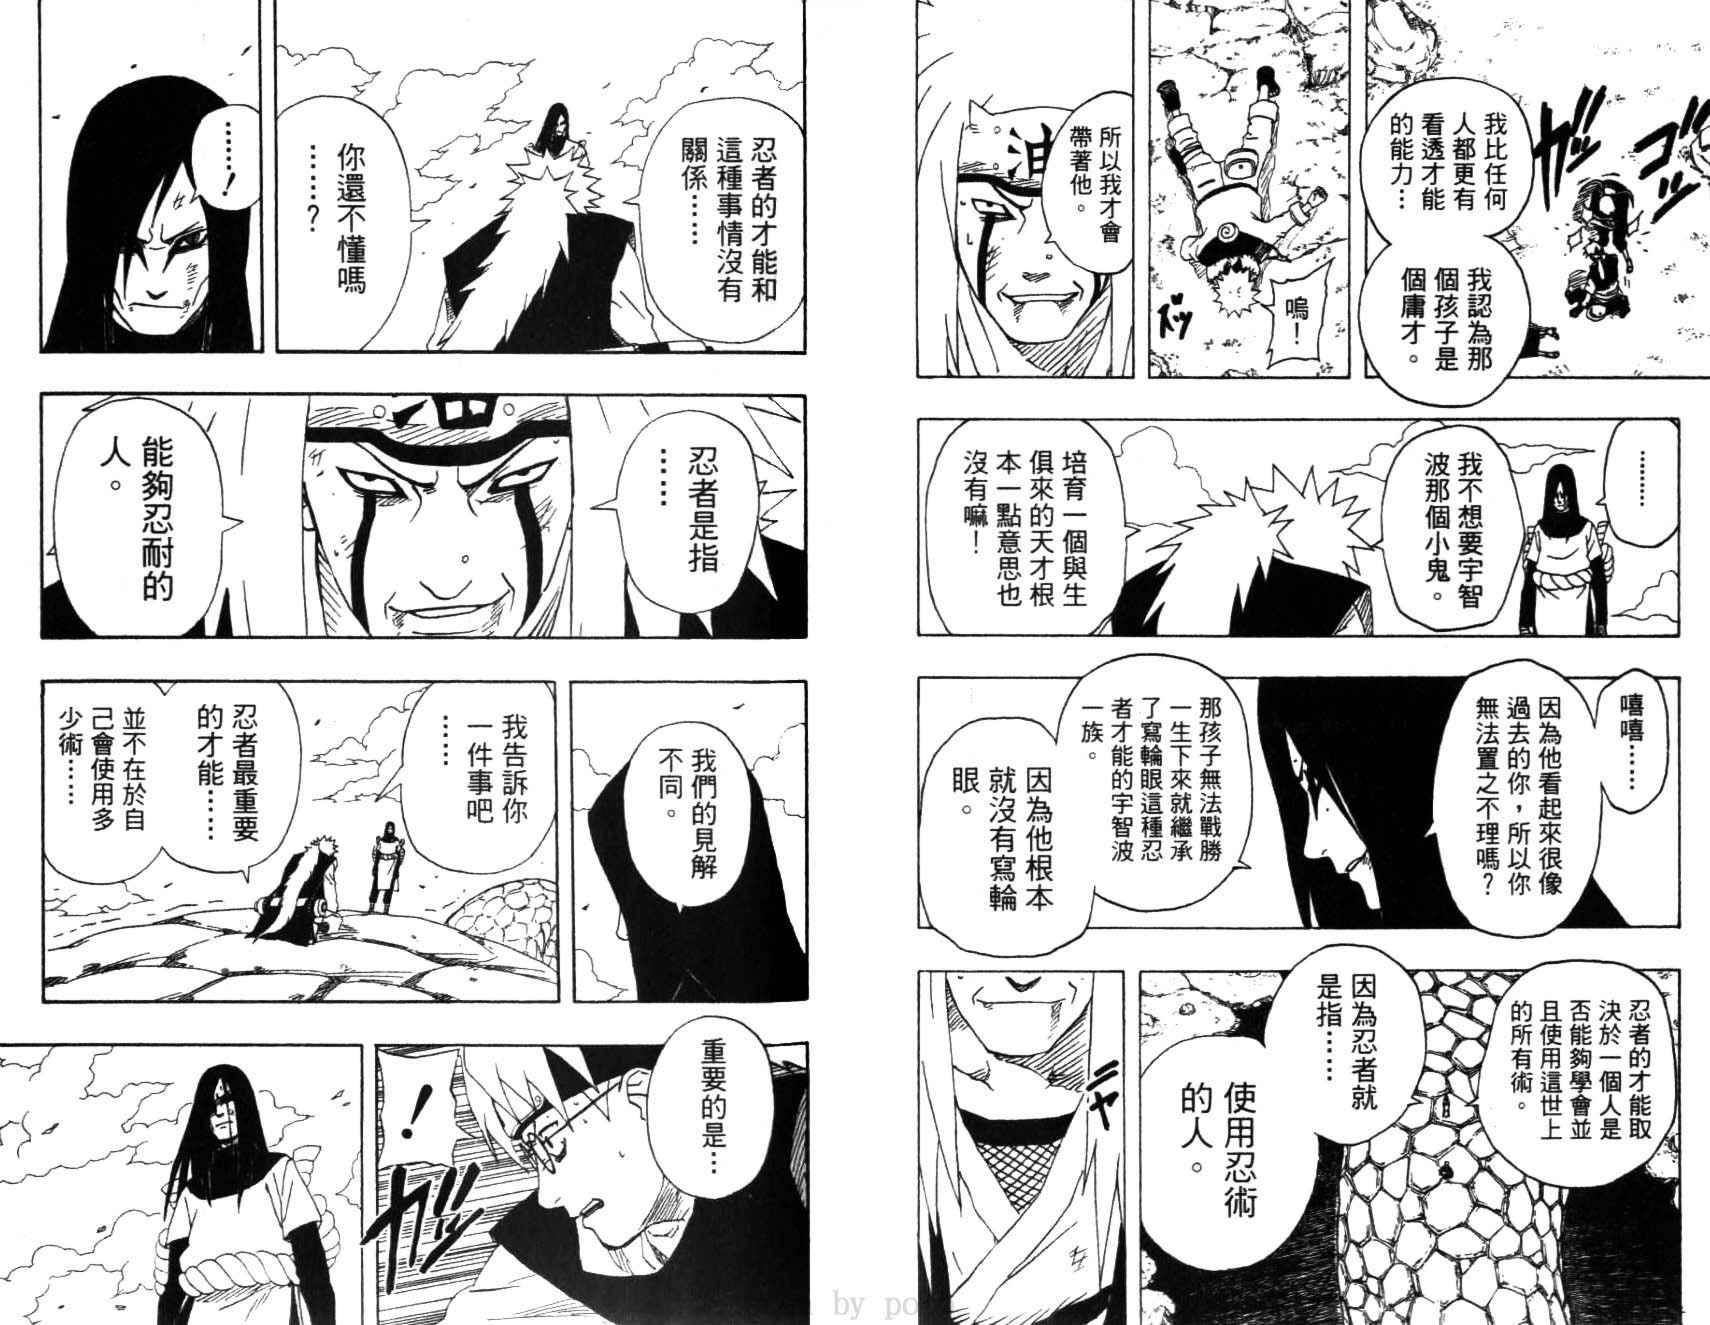 我比任何
人都更有
看透才能
的能力…
我認為那
個孩子是
個庸才。
ガッ
ゴッ
嗚！
ズッ
所以我才會
帶著他。
油
………
我不想要宇智
波那個小鬼。
培育一個與生
俱來的天才根
本一點意思也
沒有嘛！
嘻嘻……
因為他看起來很像
過去的你，所以你
無法置之不理嗎？
那孩子無法戰勝
一生下來就繼承
了寫輪眼這種忍
者才能的宇智波
一族。
因為他根本
就沒有寫輪
眼。
忍者的才能取
決於一個人是
否能夠學會並
且使用這世上
的所有術。
因為忍者就
是指……
使用忍術
的人。
ニヤ
忍者的才能和
這種事情沒有
關係……
你還不懂嗎
……？
……！
忍者是指
……
能夠忍耐的
人。
我們的見解
不同。
我告訴你
一件事吧
……
忍者最重要
的才能……
並不在於自
己會使用多
少術……
重要的是…
！
ガッ
by po